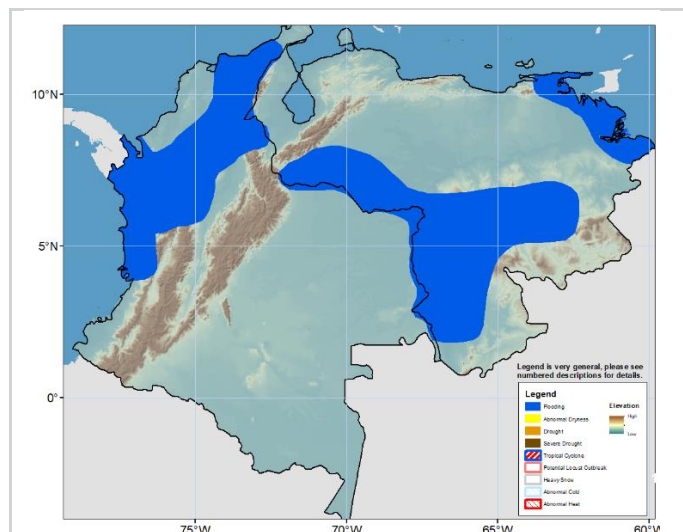 10°N
5°N
0°
Legend is very general, please see
numbered descriptions for details.
Legend
Flooding
Abnormal Dryness
Drought
Severe Drought
Tropical Cyclone
Potential Locust Outbreak
Heavy Snow
Abnormal Cold
Abnormal Heat
Elevation
High
Low
75°W
70°W
65°W
60°W